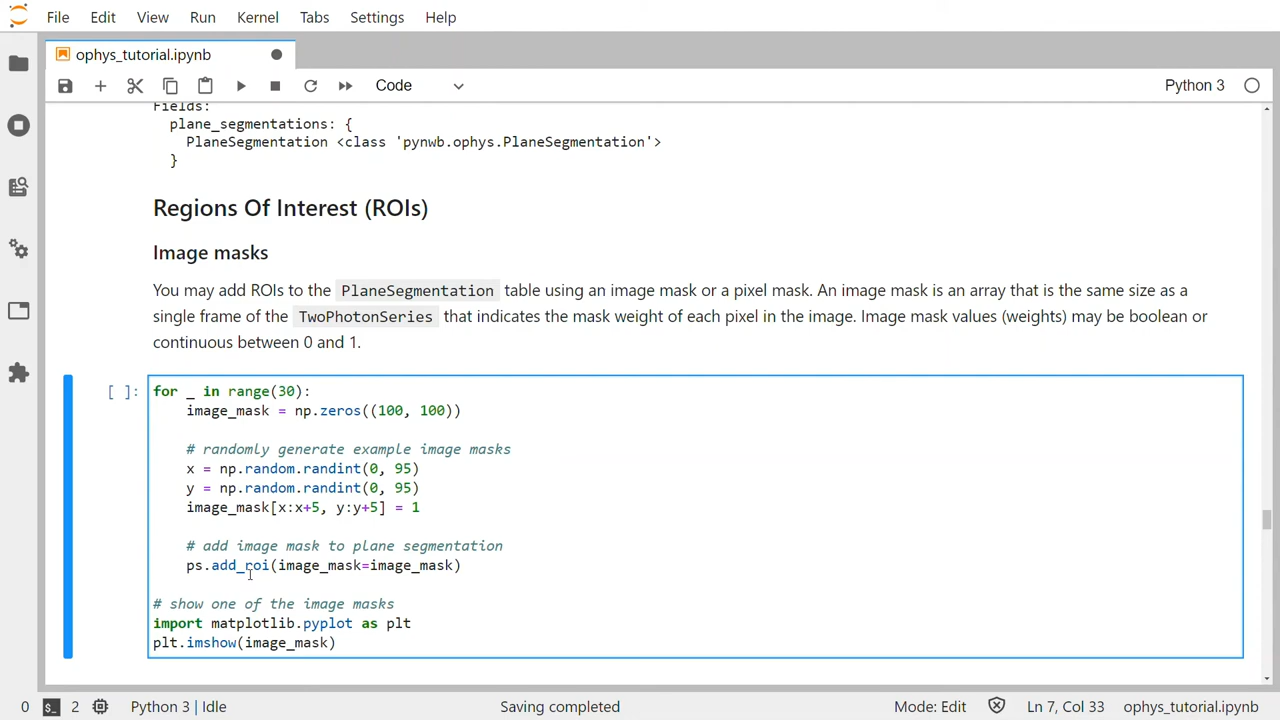 File Edit View Run Kernel Tabs Settings Help
ophys_tutorial.ipynb
Code
Python 3
Fields:
plane_segmentations: {
PlaneSegmentation <class 'pynwb.ophys.PlaneSegmentation'>
}
Regions Of Interest (ROIs)
Image masks
You may add ROIs to the PlaneSegmentation table using an image mask or a pixel mask. An image mask is an array that is the same size as a
single frame of the TwoPhotonSeries that indicates the mask weight of each pixel in the image. Image mask values (weights) may be boolean or
continuous between 0 and 1.
[ ]: for _ in range(30):
image_mask = np.zeros((100, 100))
# randomly generate example image masks
x = np.random.randint(0, 95)
y = np.random.randint(0, 95)
image_mask[x:x+5, y:y+5] = 1
# add image mask to plane segmentation
ps.add_roi(image_mask=image_mask)
# show one of the image masks
import matplotlib.pyplot as plt
plt.imshow(image_mask)
0 $_ 2 Python 3 | Idle Saving completed Mode: Edit Ln 7, Col 33 ophys_tutorial.ipynb